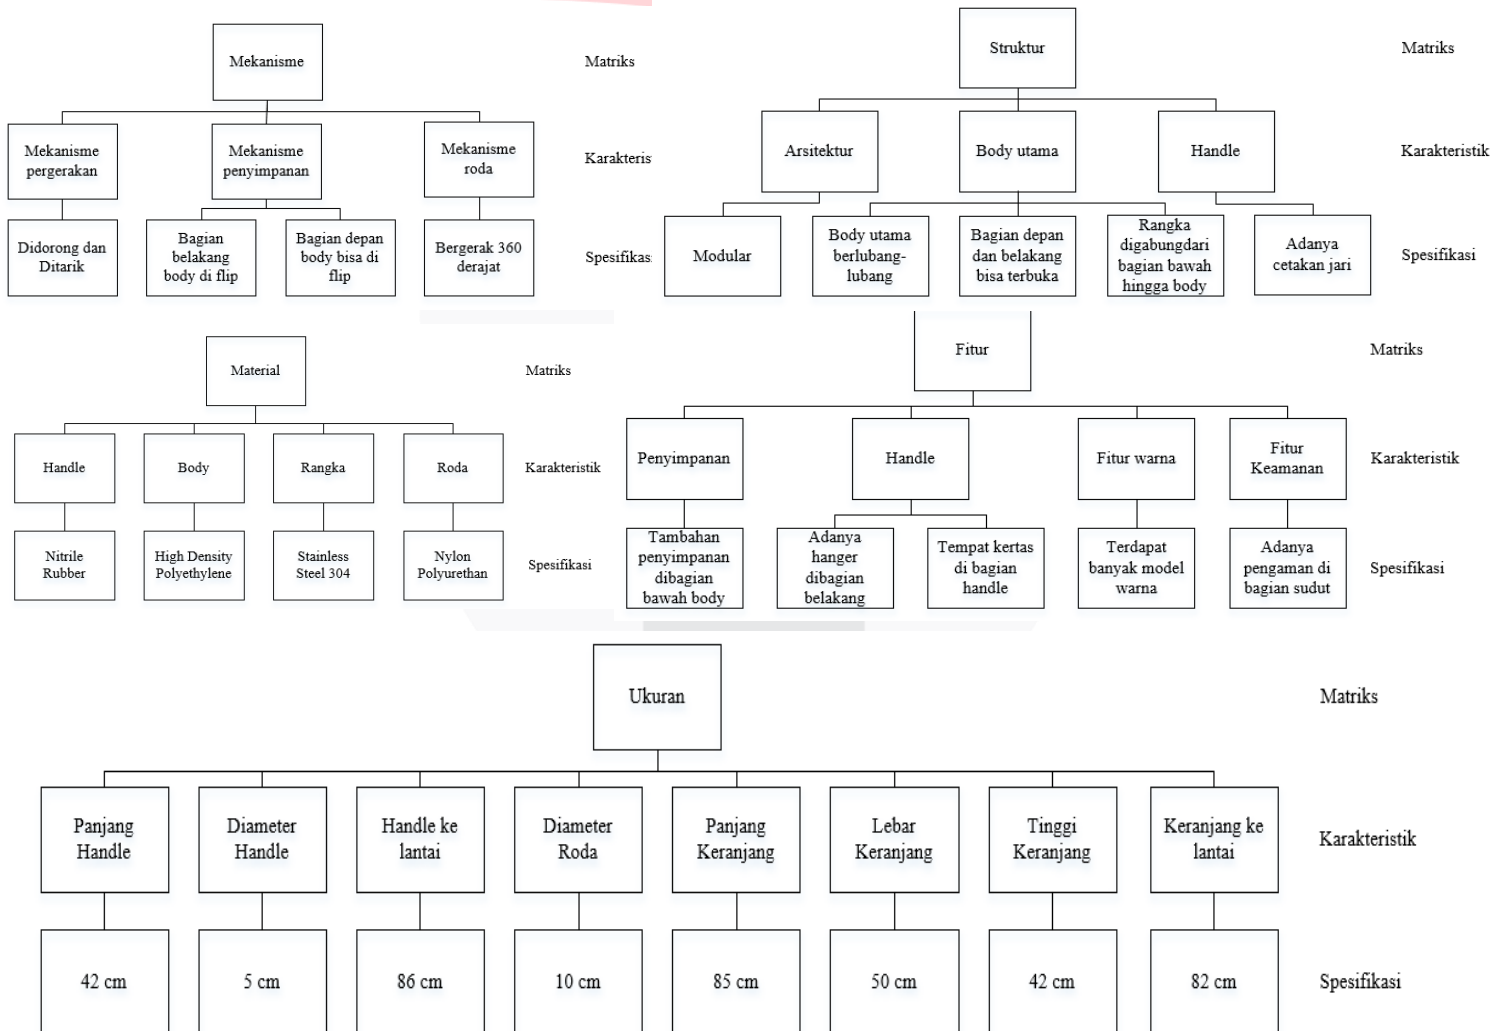 Mekanisme
Matriks
Mekanisme
pergerakan
Mekanisme
penyimpanan
Mekanisme
roda
Karakteris
Didorong dan
Ditarik
Bagian
belakang
body di flip
Bagian depan
body bisa di
flip
Bergerak 360
derajat
Spesifikas
Struktur
Matriks
Arsitektur
Body utama
Handle
Karakteristik
Modular
Body utama
berlubang-
lubang
Bagian depan
dan belakang
bisa terbuka
Rangka
digabungdari
bagian bawah
hingga body
Adanya
cetakan jari
Spesifikasi
Material
Matriks
Handle
Body
Rangka
Roda
Karakteristik
Nitrile
Rubber
High Density
Polyethylene
Stainless
Steel 304
Nylon
Polyurethan
Spesifikasi
Fitur
Matriks
Penyimpanan
Handle
Fitur warna
Fitur
Keamanan
Karakteristik
Tambahan
penyimpanan
dibagian
bawah body
Adanya
hanger
dibagian
belakang
Tempat kertas
di bagian
handle
Terdapat
banyak model
warna
Adanya
pengaman di
bagian sudut
Spesifikasi
Ukuran
Matriks
Panjang
Handle
Diameter
Handle
Handle ke
lantai
Diameter
Roda
Panjang
Keranjang
Lebar
Keranjang
Tinggi
Keranjang
Keranjang ke
lantai
Karakteristik
42 cm
5 cm
86 cm
10 cm
85 cm
50 cm
42 cm
82 cm
Spesifikasi